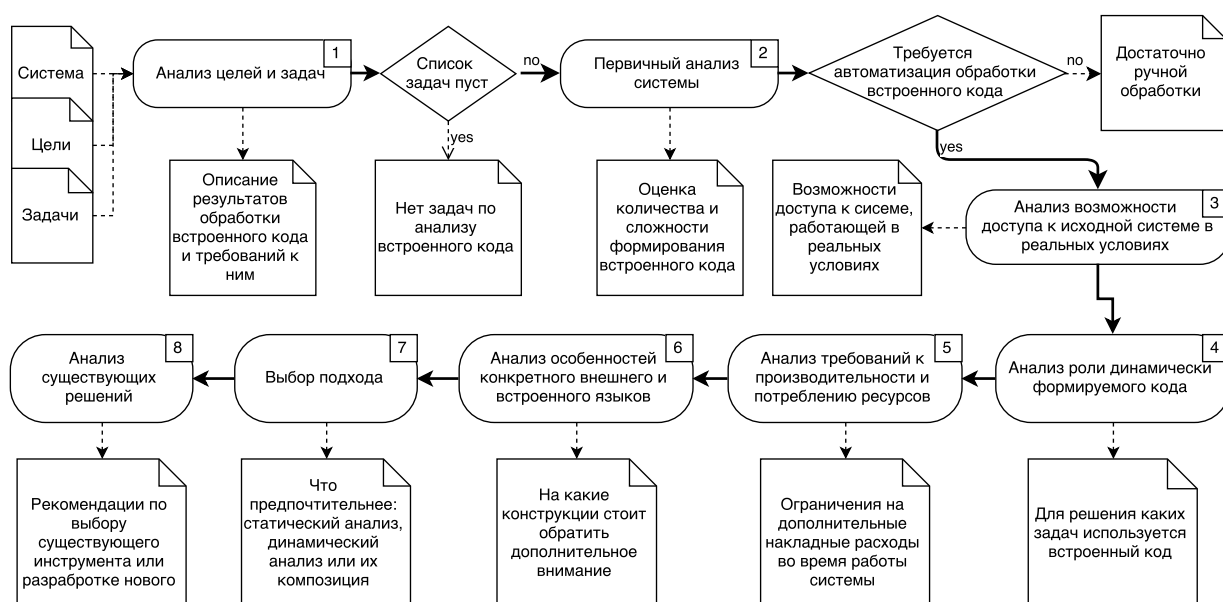 Система
Цели
Задачи
1
Анализ целей и задач
Описание
результатов
обработки
встроенного кода
и требований к
ним
Список
задач пуст
no
yes
Нет задач по
анализу
встроенного кода
2
Первичный анализ
системы
Оценка
количества и
сложности
формирования
встроенного кода
Требуется
автоматизация обработки
встроенного кода
no
Достаточно
ручной
обработки
yes
3
Анализ возможности
доступа к исходной системе в
реальных условиях
Возможности
доступа к сисеме,
работающей в
реальных
условиях
4
Анализ роли динамически
формируемого кода
Для решения каких
задач используется
встроенный код
5
Анализ требований к
производительности и
потреблению ресурсов
Ограничения на
дополнительные
накладные расходы
во время работы
системы
6
Анализ особенностей
конкретного внешнего и
встроенного языков
На какие
конструкции стоит
обратить
дополнительное
внимание
7
Выбор подхода
Что
предпочтительнее:
статический анализ,
динамический
анализ или их
композиция
8
Анализ
существующих
решений
Рекомендации по
выбору
существующего
инструмента или
разрабротке нового